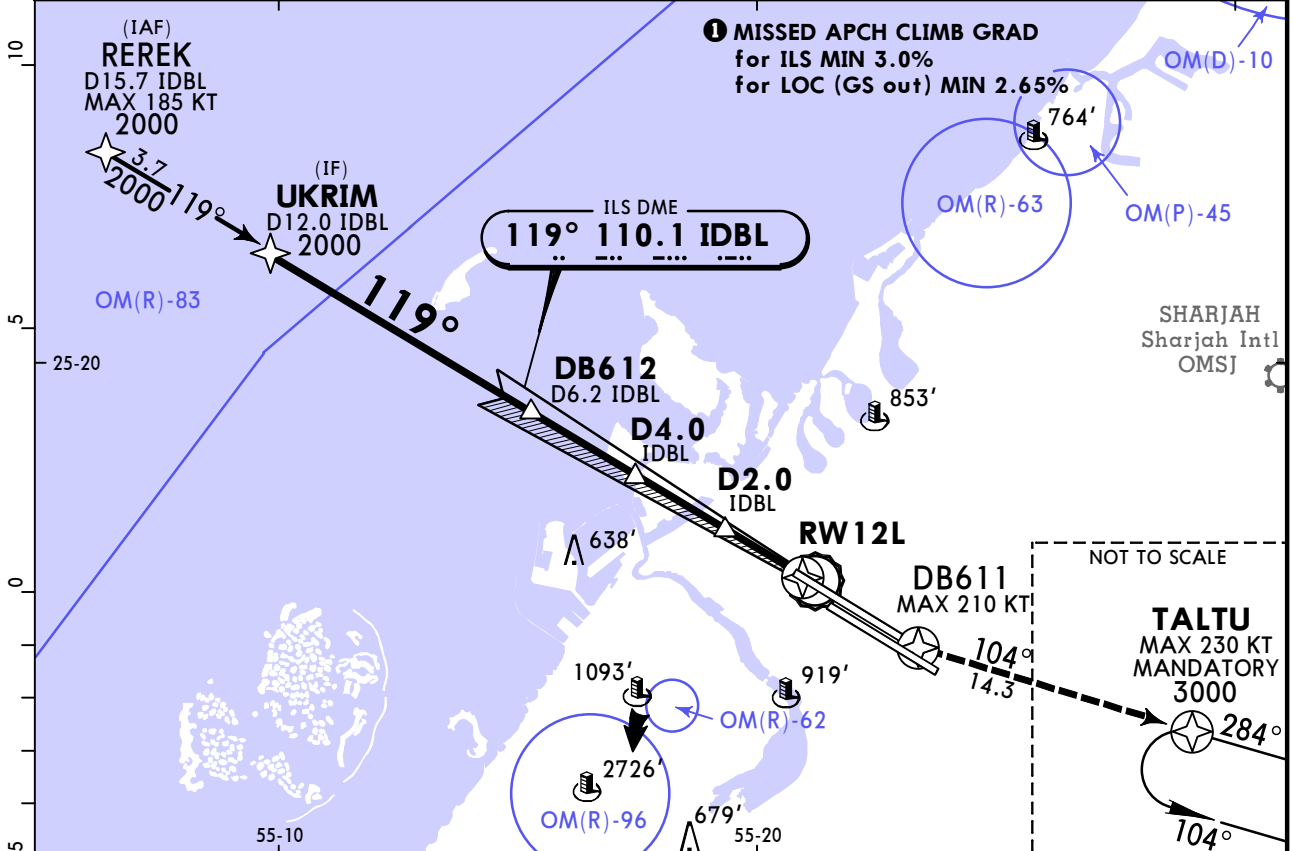 (IAF)
REREK
D15.7 IDBL
MAX 185 KT
2000
❶ MISSED APCH CLIMB GRAD
for ILS MIN 3.0%
for LOC (GS out) MIN 2.65%
OM(D)-10
10
764'
3.7
2000
119°
(IF)
UKRIM
D12.0 IDBL
2000
ILS DME
119° 110.1 IDBL
OM(R)-63
OM(P)-45
OM(R)-83
119°
5
25-20
SHARJAH
Sharjah Intl
OMSJ
DB612
D6.2 IDBL
853'
D4.0
IDBL
D2.0
IDBL
RW12L
638'
0
NOT TO SCALE
DB611
MAX 210 KT
TALTU
MAX 230 KT
MANDATORY
3000
104°
14.3
284°
1093'
919'
OM(R)-62
2726'
OM(R)-96
679'
104°
5
55-10
55-20